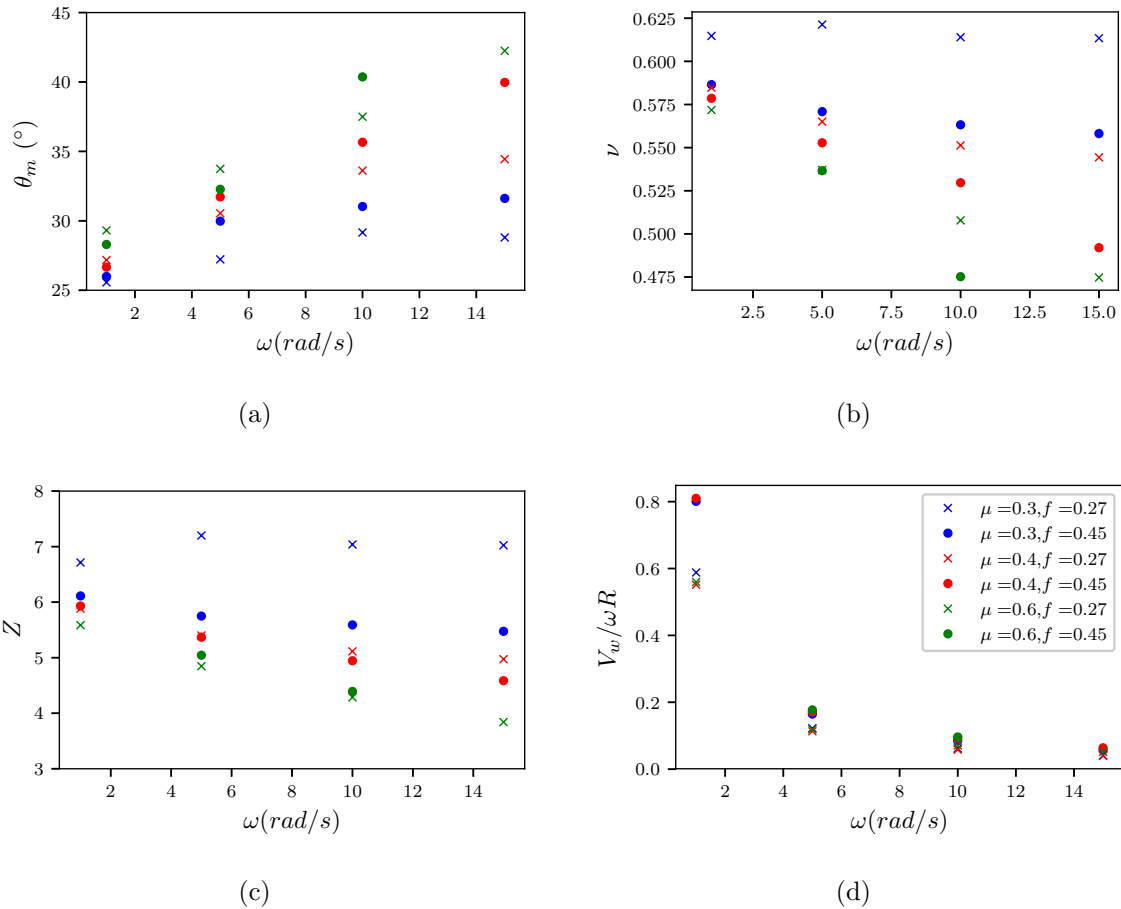 45
40
35
30
25
θ_m (°)
2 4 6 8 10 12 14
ω(rad/s)
(a)
0.625
0.600
0.575
0.550
0.525
0.500
0.475
ν
2.5 5.0 7.5 10.0 12.5 15.0
ω(rad/s)
(b)
8
7
6
5
4
3
Z
2 4 6 8 10 12 14
ω(rad/s)
(c)
0.8
0.6
0.4
0.2
0.0
V_w/ωR
μ =0.3,f =0.27
μ =0.3,f =0.45
μ =0.4,f =0.27
μ =0.4,f =0.45
μ =0.6,f =0.27
μ =0.6,f =0.45
2 4 6 8 10 12 14
ω(rad/s)
(d)